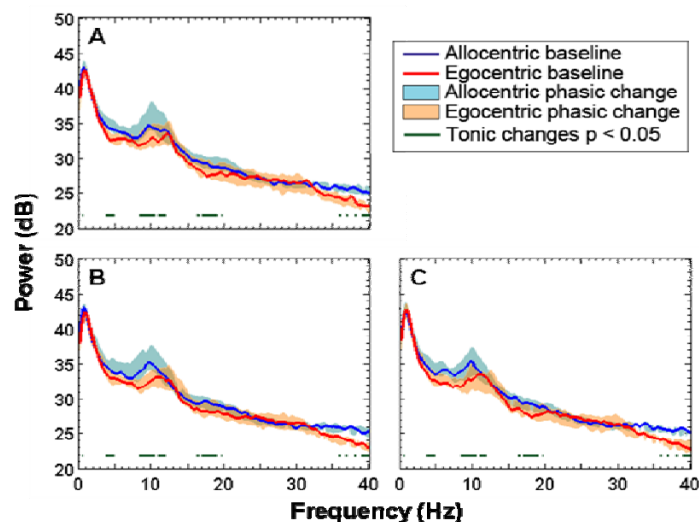 A
50
45
40
35
30
25
20
Allocentric baseline
Egocentric baseline
Allocentric phasic change
Egocentric phasic change
Tonic changes p < 0.05
Power (dB)
B
50
45
40
35
30
25
20
0 10 20 30 40
C
0 10 20 30 40
Frequency (Hz)